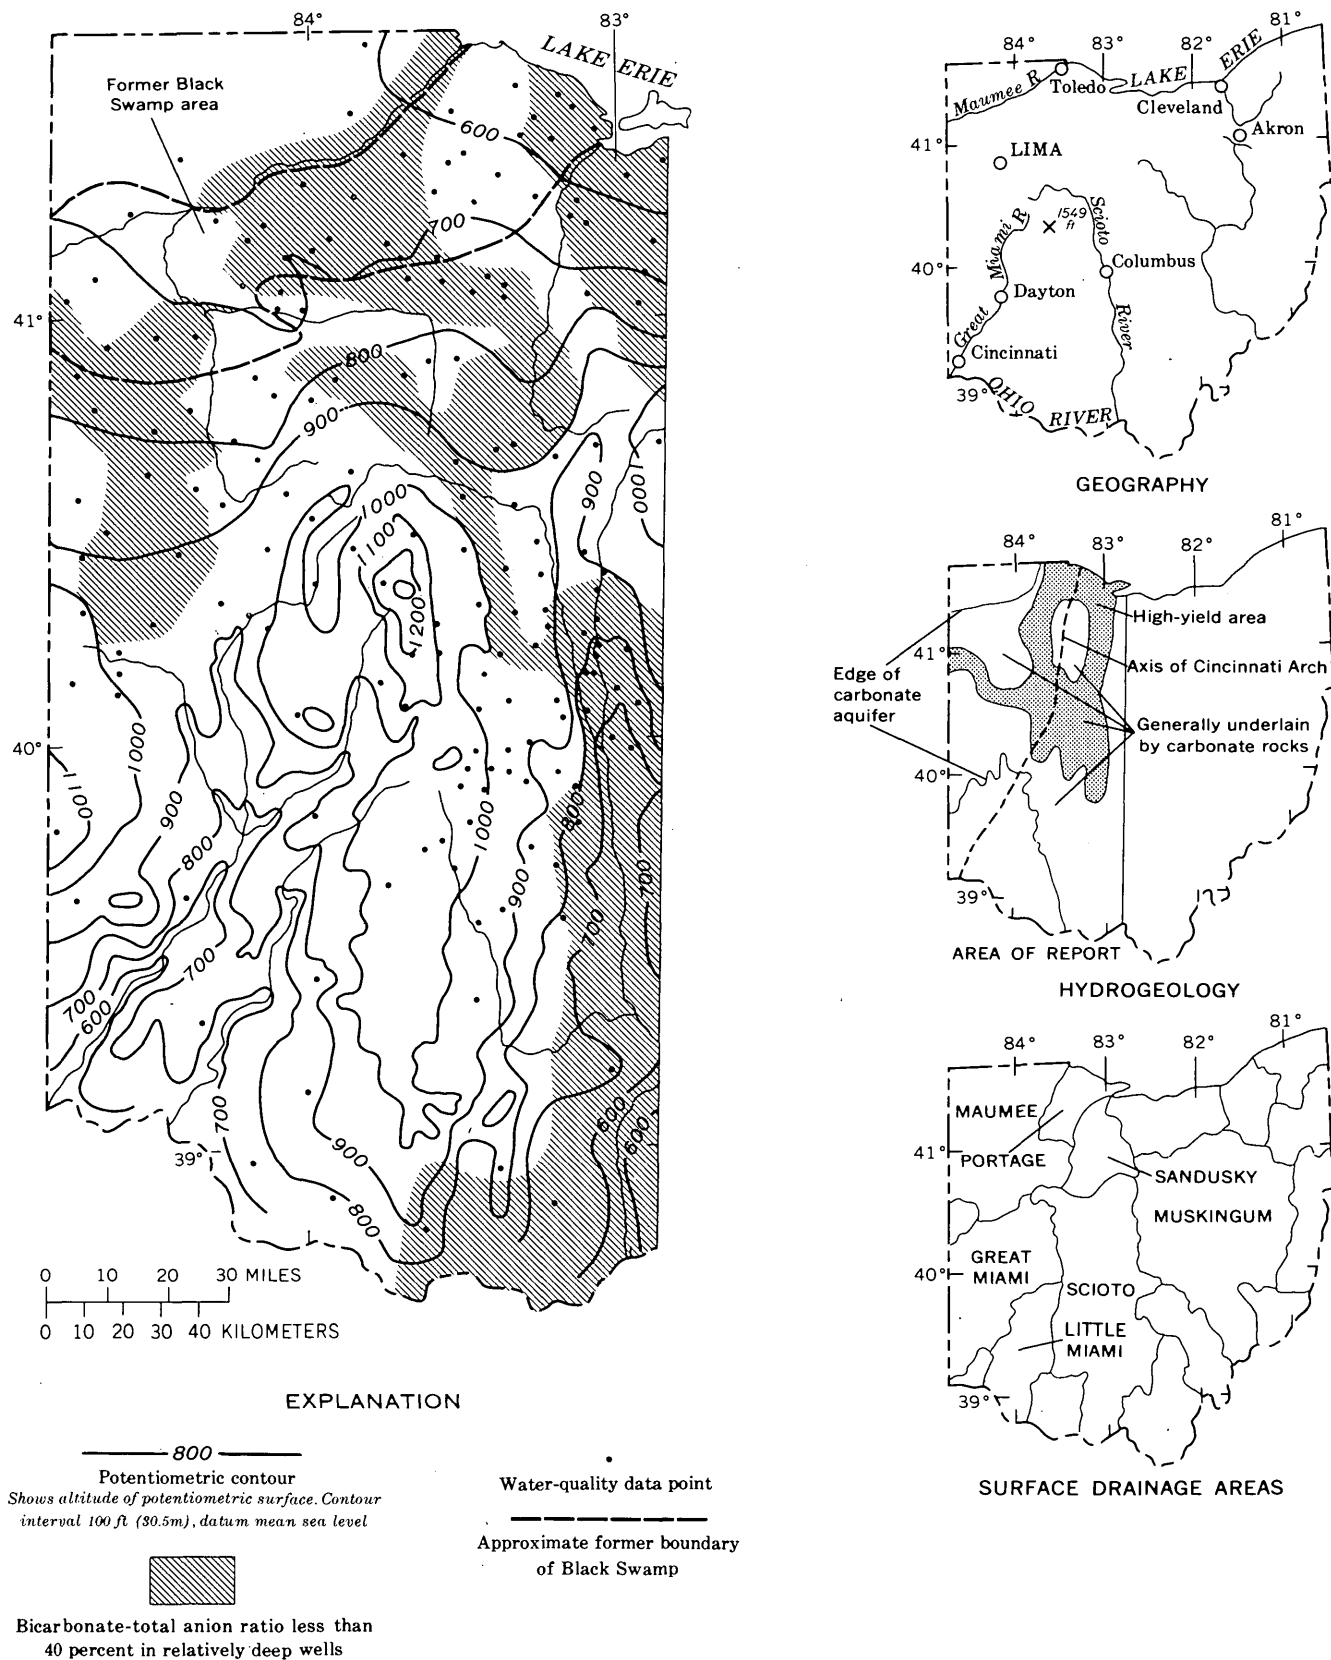 84°
83°
LAKE ERIE
Former Black
Swamp area
600
700
41°
800
900
1000
900
1000
1100
1200
40°
1000
1100
900
800
1000
800
900
700
700
700
700
600
700
900
800
600
600
39°
0 10 20 30 MILES
0 10 20 30 40 KILOMETERS
EXPLANATION
800
Potentiometric contour
Shows altitude of potentiometric surface. Contour
interval 100 ft (30.5m), datum mean sea level
Bicarbonate-total anion ratio less than
40 percent in relatively deep wells
Water-quality data point
Approximate former boundary
of Black Swamp
81°
84° 83° 82°
Maumee R
Toledo
LAKE ERIE
Cleveland
Akron
41°
LIMA
Scioto River
1549
ft
Great Miami R
40°
Columbus
Dayton
Cincinnati
39°
OHIO RIVER
GEOGRAPHY
81°
84° 83° 82°
High-yield area
41°
Axis of Cincinnati Arch
Edge of
carbonate
aquifer
Generally underlain
by carbonate rocks
40°
39°
AREA OF REPORT
HYDROGEOLOGY
81°
84° 83° 82°
MAUMEE
41°
PORTAGE
SANDUSKY
MUSKINGUM
GREAT
MIAMI
40°
SCIOTO
LITTLE
MIAMI
39°
SURFACE DRAINAGE AREAS